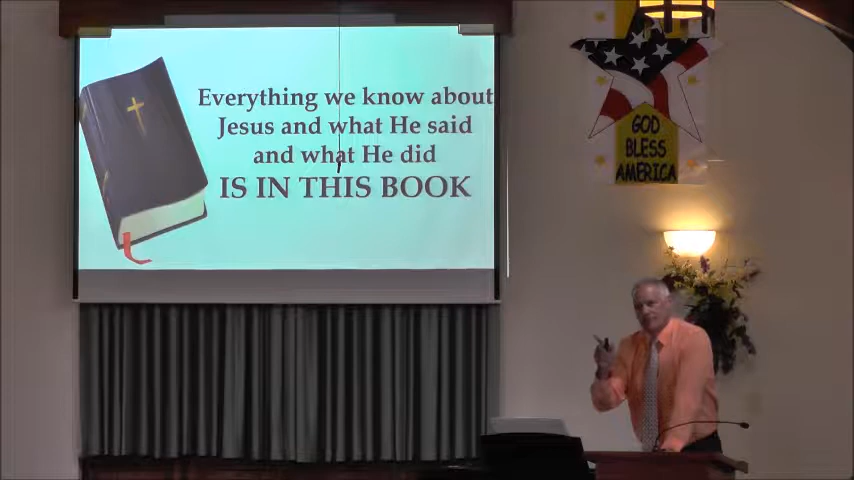 Everything we know about
Jesus and what He said
and what He did
IS IN THIS BOOK
GOD
BLESS
AMERICA